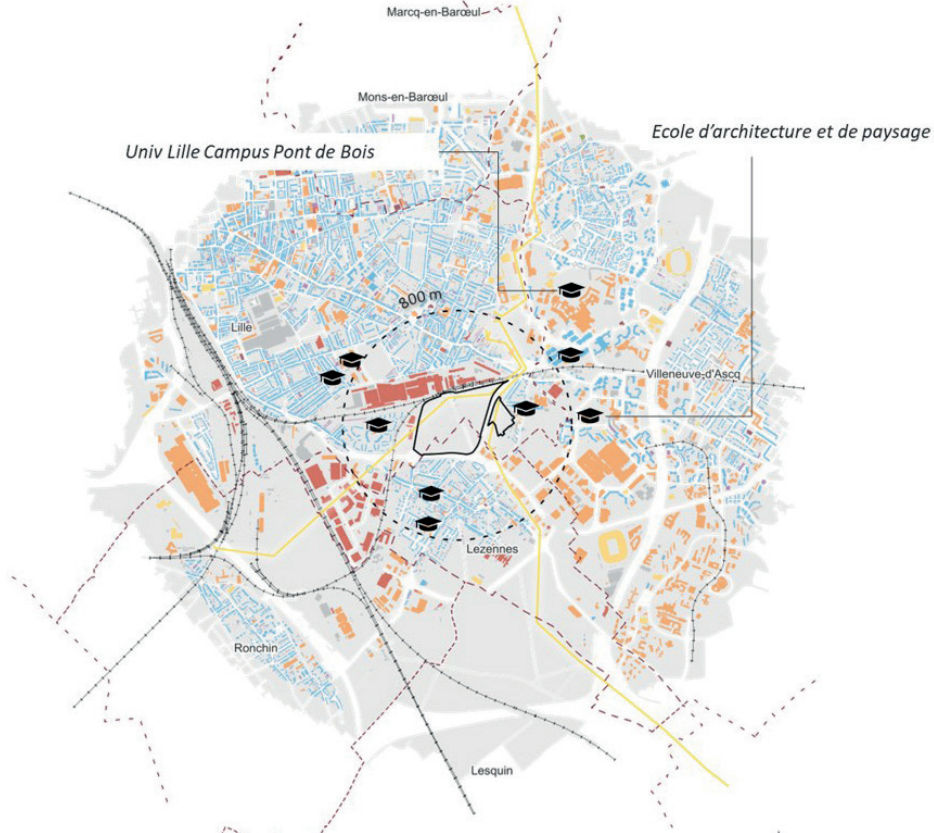 Marcq-en-Barœul
Mons-en-Barœul
Ecole d'architecture et de paysage
Univ Lille Campus Pont de Bois
800 m
Lille
Villeneuve-d'Ascq
Lezennes
Ronchin
Lesquin